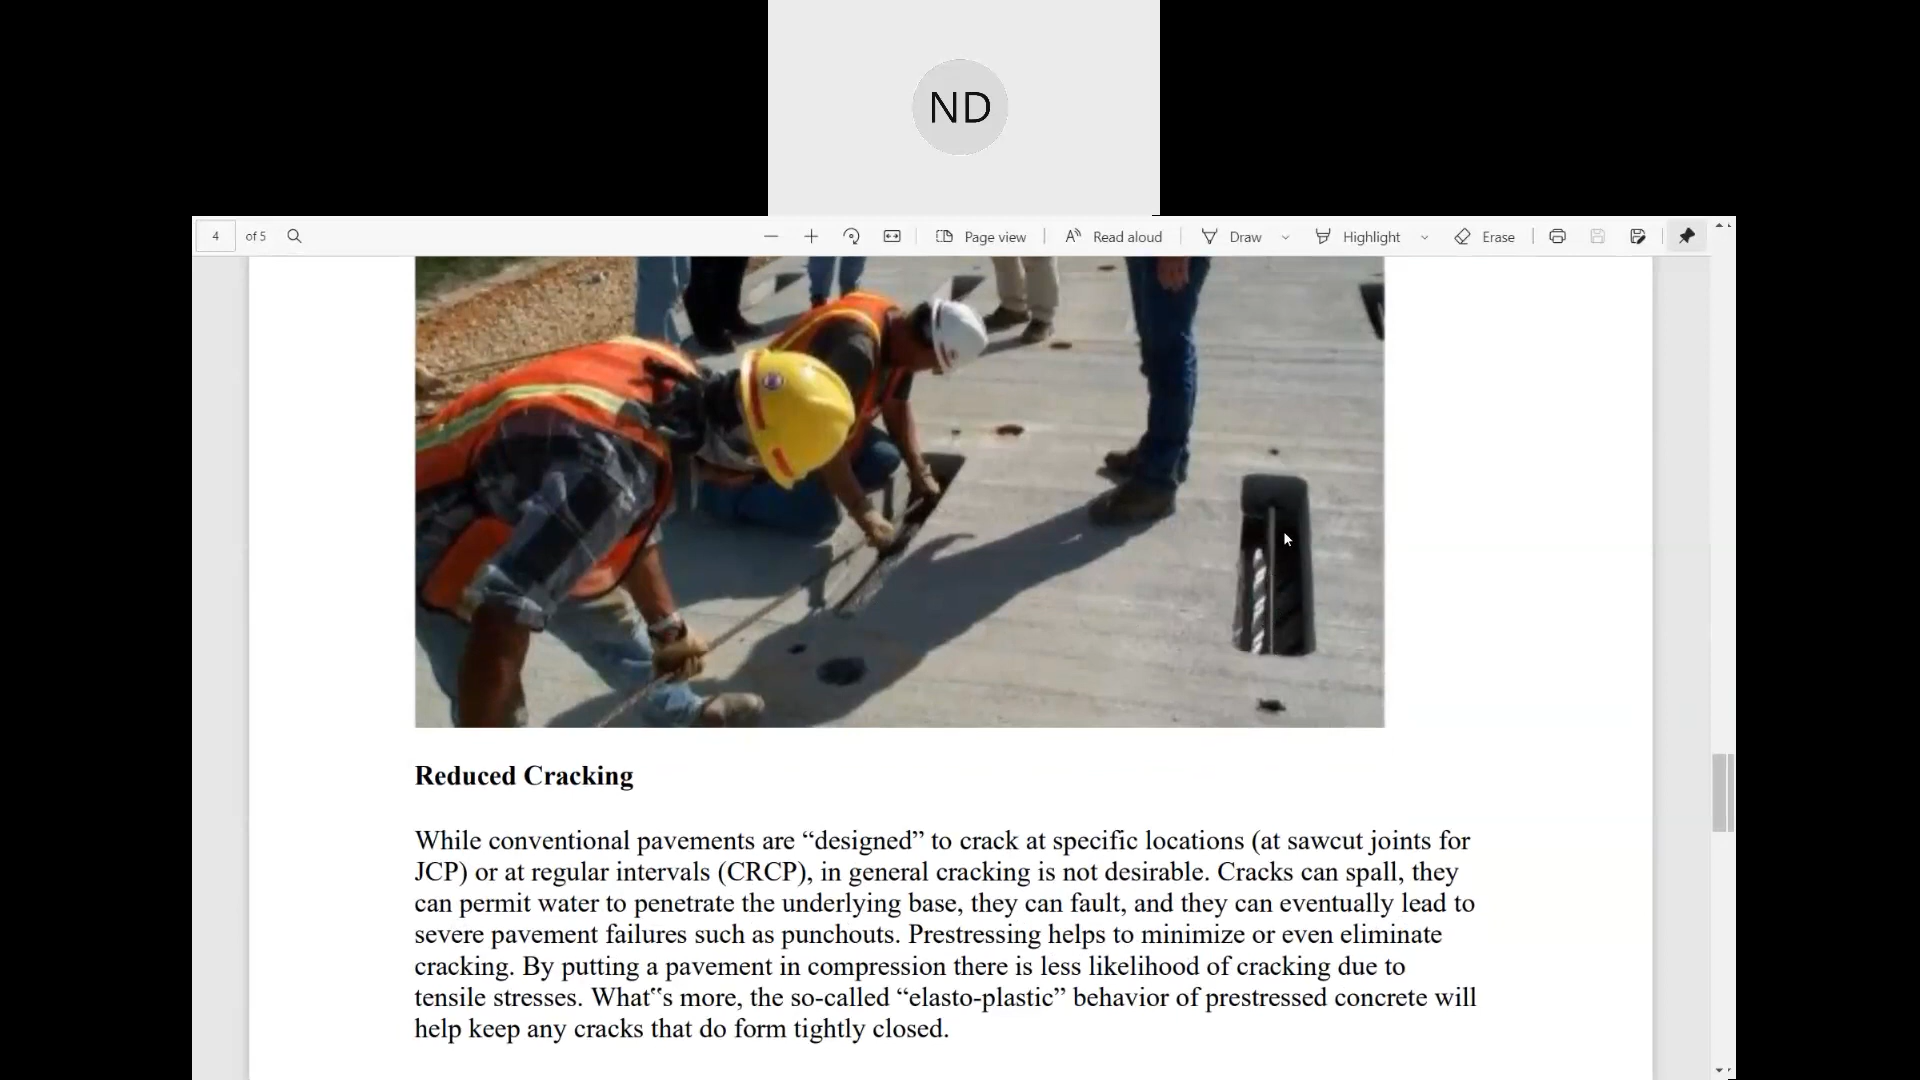 ND
4 of 5 Page view Read aloud Draw Highlight Erase
Reduced Cracking
While conventional pavements are “designed” to crack at specific locations (at sawcut joints for
JCP) or at regular intervals (CRCP), in general cracking is not desirable. Cracks can spall, they
can permit water to penetrate the underlying base, they can fault, and they can eventually lead to
severe pavement failures such as punchouts. Prestressing helps to minimize or even eliminate
cracking. By putting a pavement in compression there is less likelihood of cracking due to
tensile stresses. What‟s more, the so-called “elasto-plastic” behavior of prestressed concrete will
help keep any cracks that do form tightly closed.